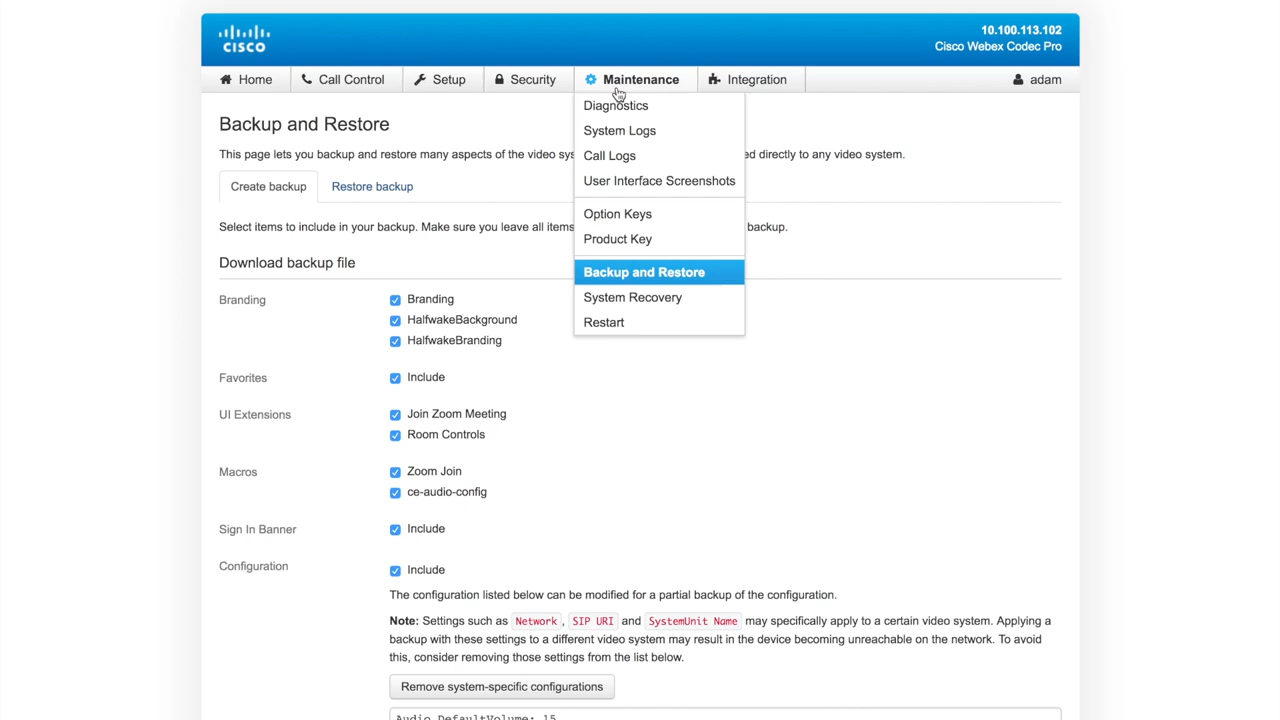 10.100.113.102
CISCO
Cisco Webex Codec Pro
Home Call Control Setup Security Maintenance Integration adam
Diagnostics
System Logs
Call Logs
User Interface Screenshots
Option Keys
Product Key
Backup and Restore
System Recovery
Restart
Backup and Restore
This page lets you backup and restore many aspects of the video ed directly to any video system.
Create backup Restore backup
Select items to include in your backup. Make sure you leave all items backup.
Download backup file
Branding
Branding
HalfwakeBackground
HalfwakeBranding
Favorites
Include
UI Extensions
Join Zoom Meeting
Room Controls
Macros
Zoom Join
ce-audio-config
Sign In Banner
Include
Configuration
Include
The configuration listed below can be modified for a partial backup of the configuration.
Note: Settings such as Network, SIP URI and SystemUnit Name may specifically apply to a certain video system. Applying a
backup with these settings to a different video system may result in the device becoming unreachable on the network. To avoid
this, consider removing those settings from the list below.
Remove system-specific configurations
Audio DefaultVolume: 15